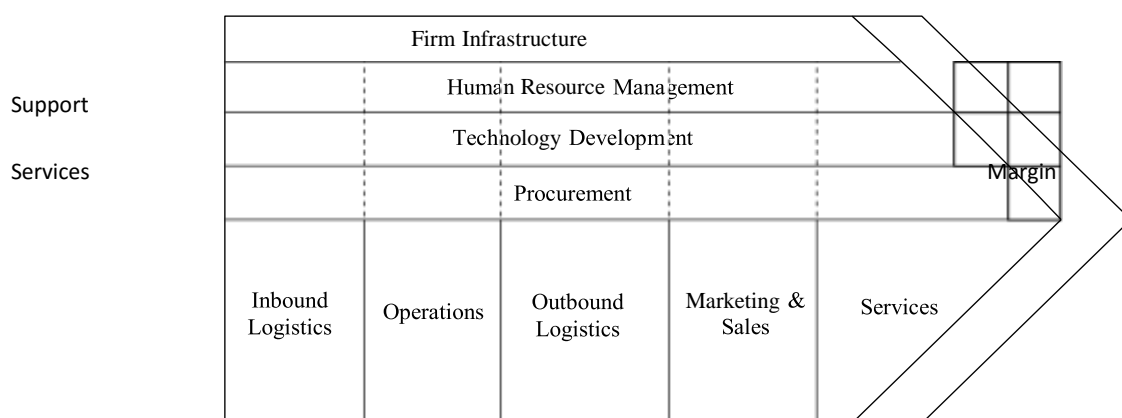 Firm Infrastructure
Human Resource Management
Support
Technology Development
Services
Margin
Procurement
Inbound
Logistics
Operations
Outbound
Logistics
Marketing &
Sales
Services